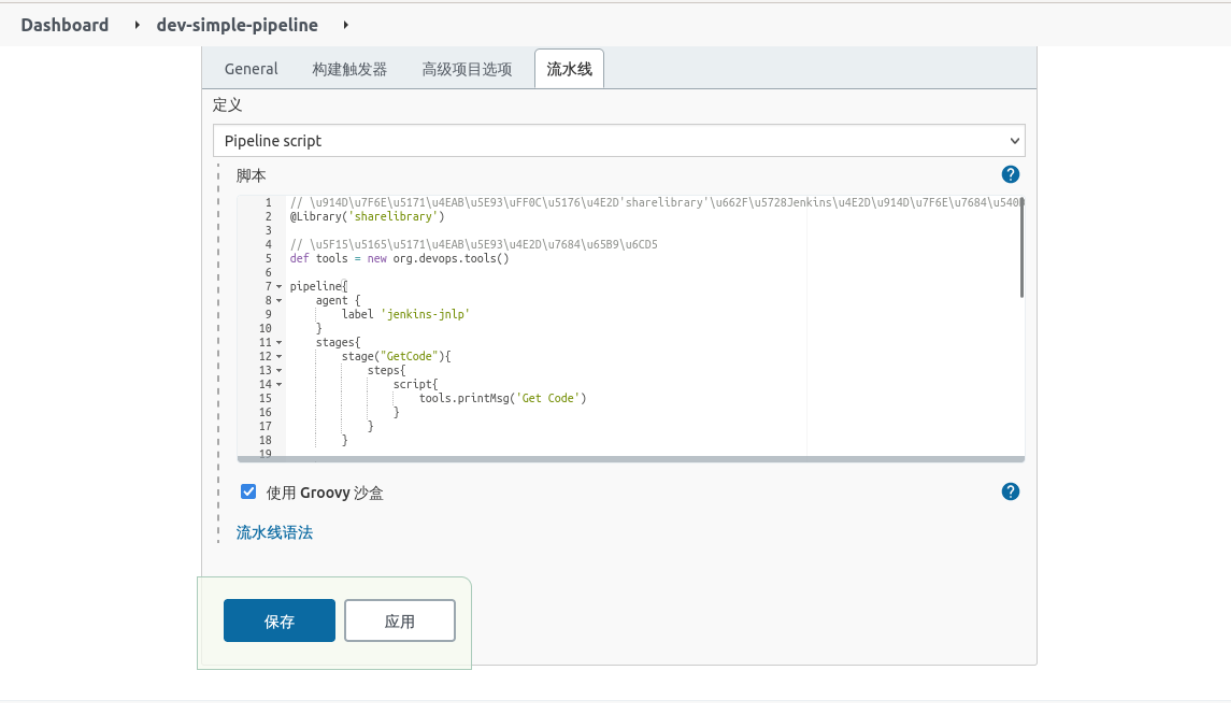 Dashboard dev-simple-pipeline
General 构建触发器 高级项目选项 流水线
定义
Pipeline script
脚本
1 // \u914D\u7F6E\u5171\u4EAB\u5E93\uFF0C\u5176\u4E2D'sharelibrary'\u662F\u5728Jenkins\u4E2D\u914D\u7F6E\u7684\u540D
2 @Library('sharelibrary')
3
4 // \u5F15\u5165\u5171\u4EAB\u5E93\u4E2D\u7684\u65B9\u6CD5
5 def tools = new org.devops.tools()
6
7 pipeline{
8 agent {
9 label 'jenkins-jnlp'
10 }
11 stages{
12 stage("GetCode"){
13 steps{
14 script{
15 tools.printMsg('Get Code')
16 }
17 }
18 }
19
使用 Groovy 沙盒
流水线语法
保存 应用